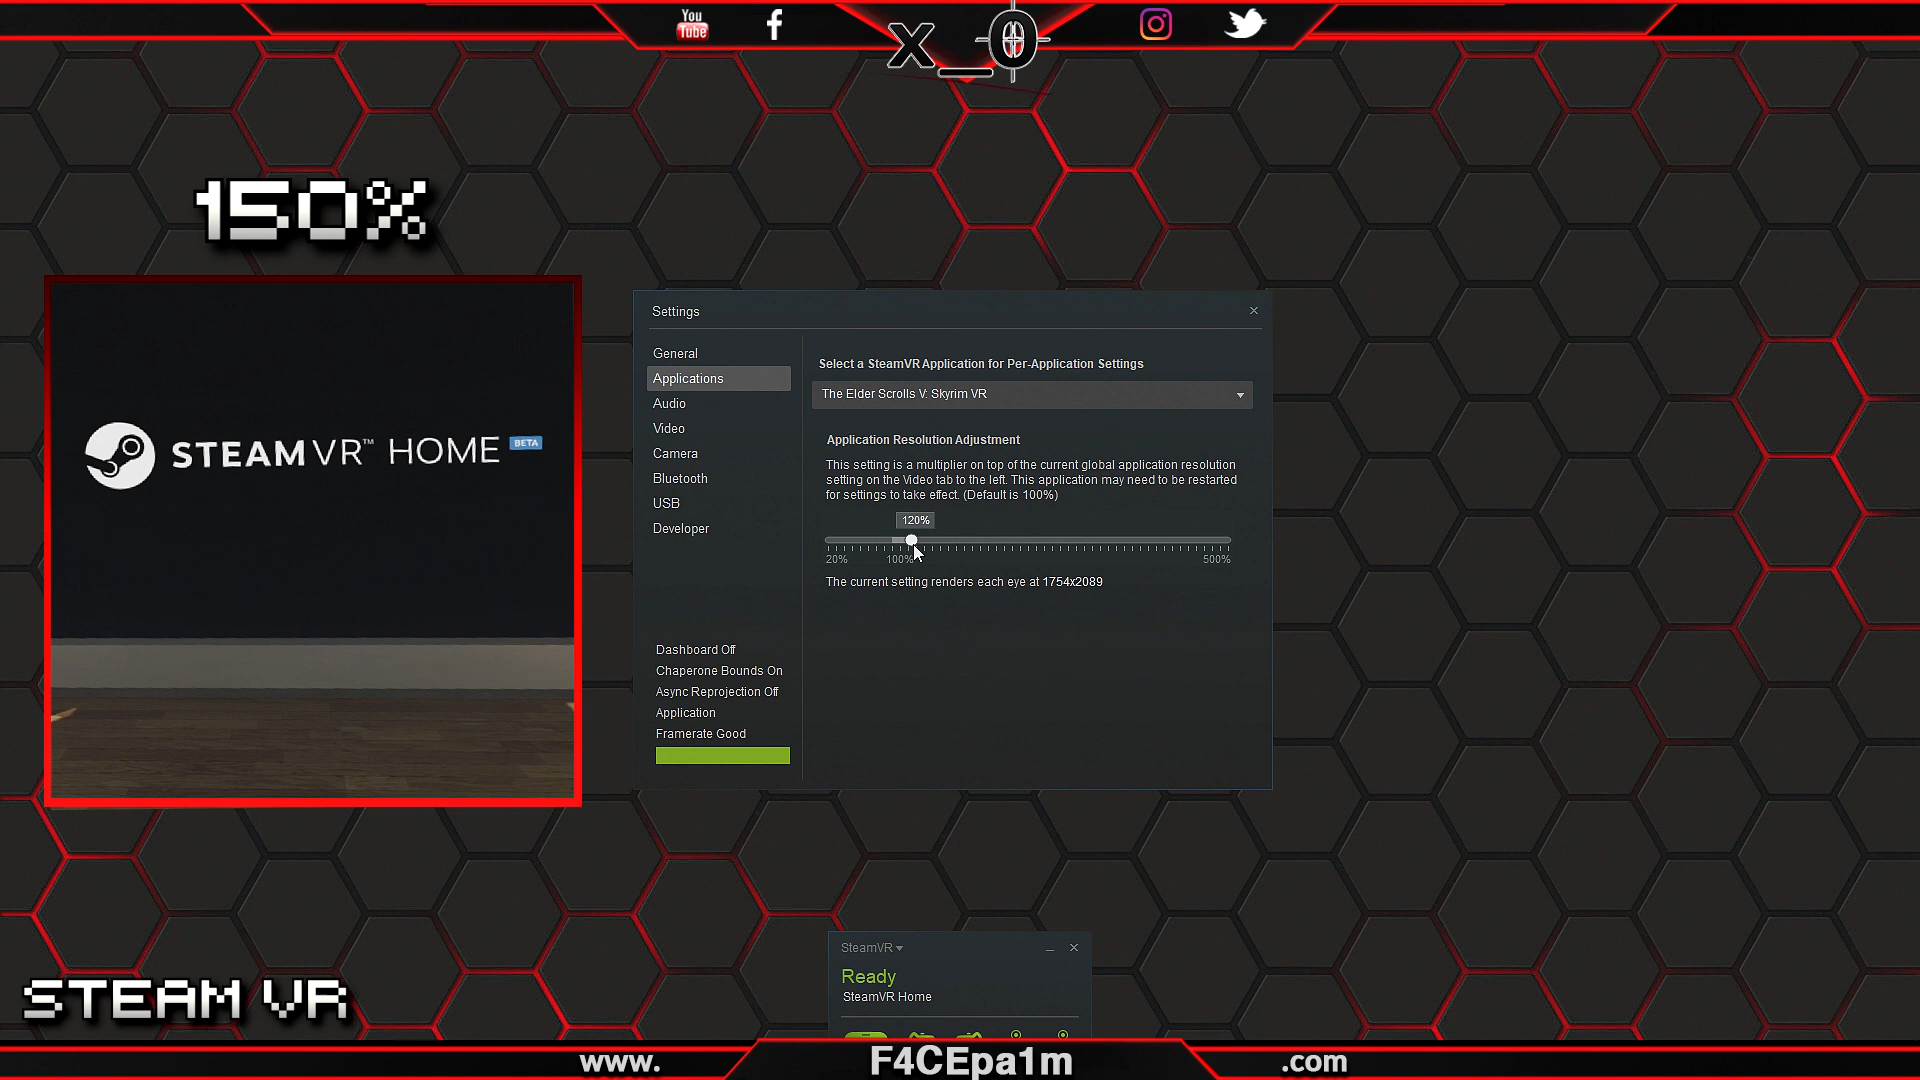 You
Tube
X_0
150%
STEAM VR™ HOME BETA
Settings
General
Applications
Audio
Video
Camera
Bluetooth
USB
Developer
Dashboard Off
Chaperone Bounds On
Async Reprojection Off
Application
Framerate Good
Select a SteamVR Application for Per-Application Settings
The Elder Scrolls V: Skyrim VR
Application Resolution Adjustment
This setting is a multiplier on top of the current global application resolution
setting on the Video tab to the left. This application may need to be restarted
for settings to take effect. (Default is 100%)
120%
20% 100% 500%
The current setting renders each eye at 1754x2089
SteamVR
Ready
SteamVR Home
STEAM VR
www. F4CEpa1m .com